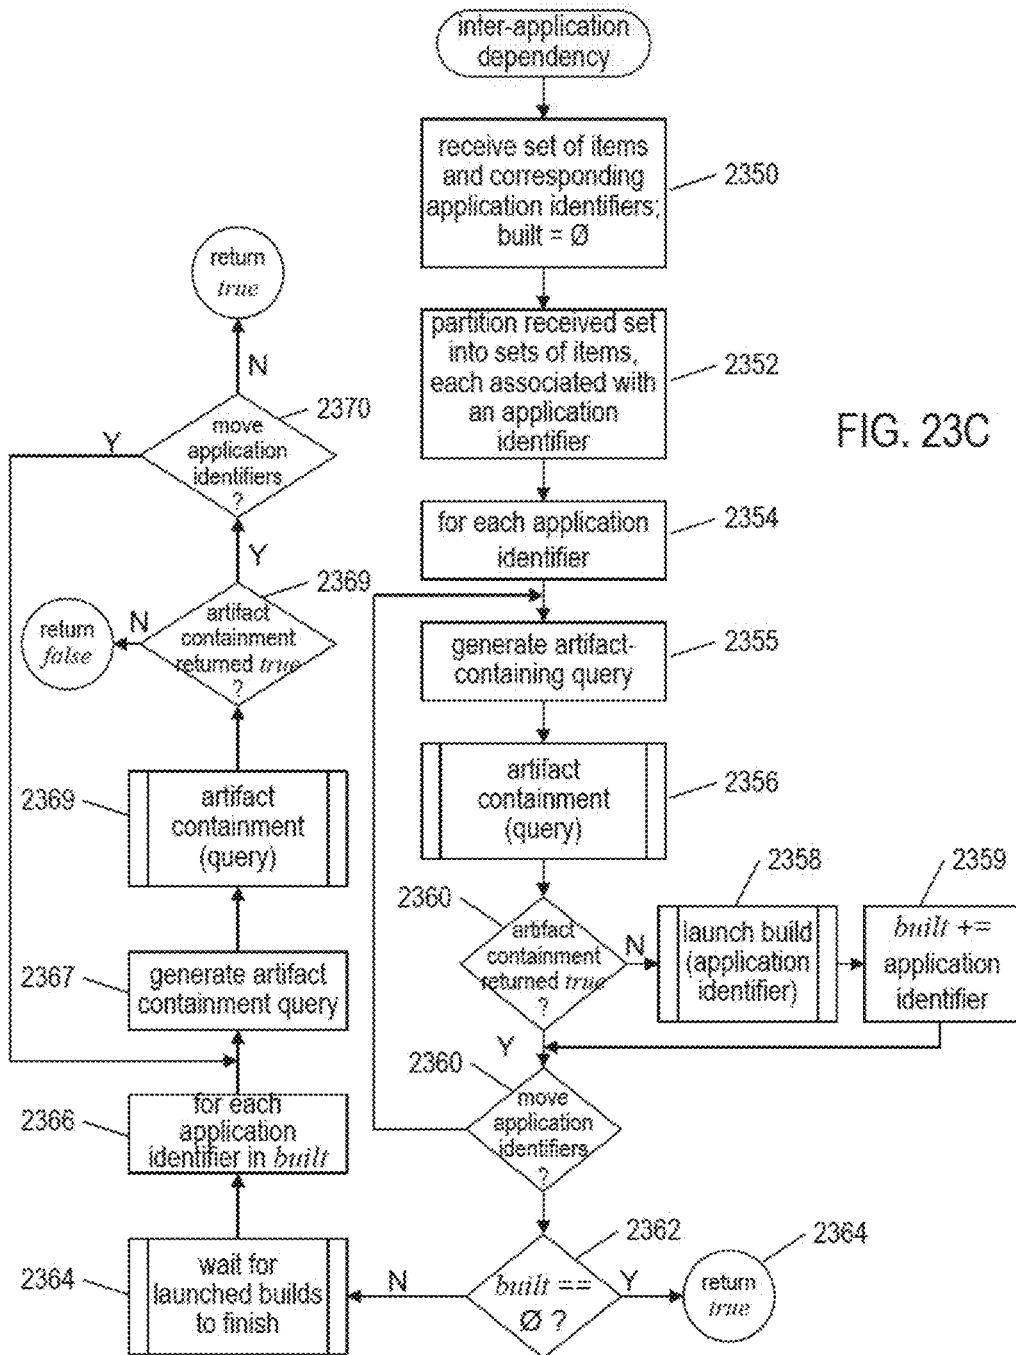 inter-application
dependency
receive set of items
and corresponding
application identifiers;
built = Ø
2350
partition received set
into sets of items,
each associated with
an application
identifier
2352
FIG. 23C
for each application
identifier
2354
generate artifact-
containing query
2355
artifact
containment
(query)
2356
2360
artifact
containment
returned true
?
N
Y
2358
launch build
(application
identifier)
2359
built +=
application
identifier
2360
move
application
identifiers
?
2362
built ==
Ø ?
Y
N
2364
return
true
2364
wait for
launched builds
to finish
2366
for each
application
identifier in built
2367
generate artifact
containment query
2369
artifact
containment
(query)
2369
artifact
containment
returned true
?
N
return
false
Y
2370
move
application
identifiers
?
Y
N
return
true